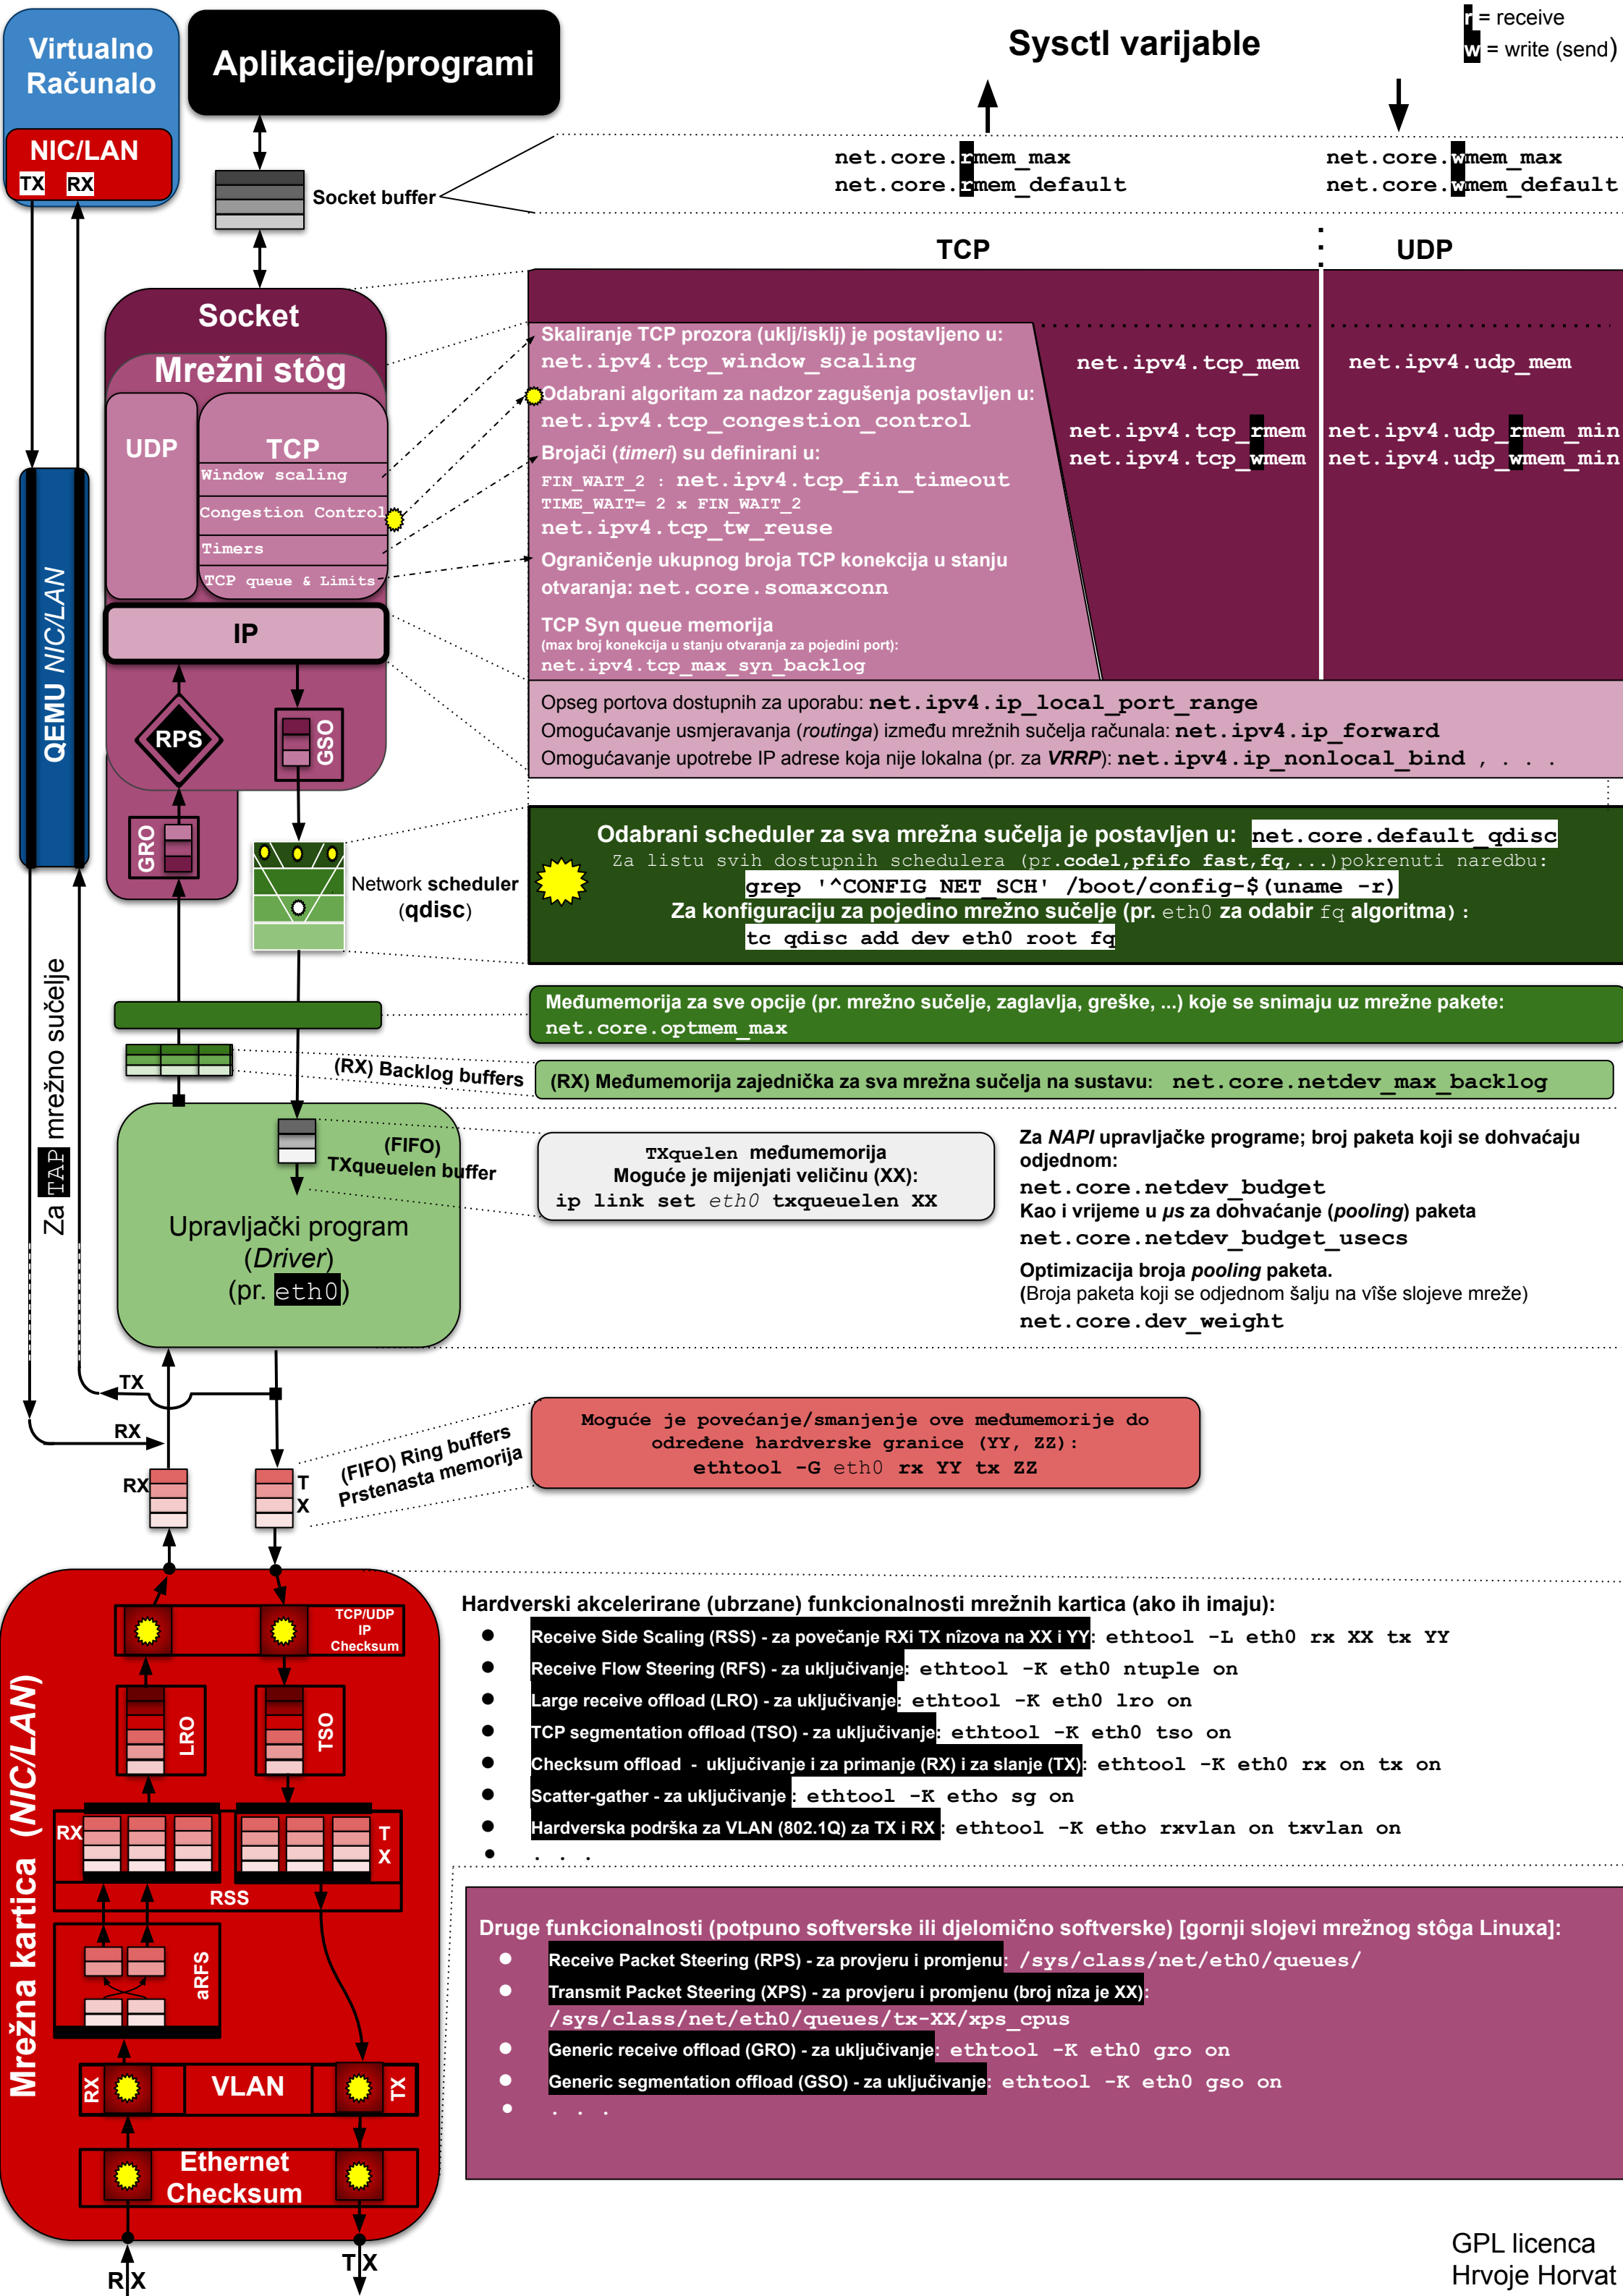 Virtualno
Računalo
NIC/LAN
TX RX
Aplikacije/programi
Sysctl varijable
r = receive
w = write (send)
Socket buffer
net.core.rmem_max
net.core.rmem_default
net.core.wmem_max
net.core.wmem_default
TCP
UDP
Socket
Mrežni stôg
UDP
TCP
Window scaling
Congestion Control
Timers
TCP queue & Limits
IP
RPS
GSO
GRO
QEMU NIC/LAN
Skaliranje TCP prozora (uklj/isklj) je postavljeno u:
net.ipv4.tcp_window_scaling
Odabrani algoritam za nadzor zagušenja postavljen u:
net.ipv4.tcp_congestion_control
Brojači (timeri) su definirani u:
FIN_WAIT_2 : net.ipv4.tcp_fin_timeout
TIME_WAIT= 2 x FIN_WAIT_2
net.ipv4.tcp_tw_reuse
Ograničenje ukupnog broja TCP konekcija u stanju
otvaranja: net.core.somaxconn
TCP Syn queue memorija
(max broj konekcija u stanju otvaranja za pojedini port):
net.ipv4.tcp_max_syn_backlog
net.ipv4.tcp_mem
net.ipv4.tcp_rmem
net.ipv4.tcp_wmem
net.ipv4.udp_mem
net.ipv4.udp_rmem_min
net.ipv4.udp_wmem_min
Opseg portova dostupnih za uporabu: net.ipv4.ip_local_port_range
Omogućavanje usmjeravanja (routinga) između mrežnih sučelja računala: net.ipv4.ip_forward
Omogućavanje upotrebe IP adrese koja nije lokalna (pr. za VRRP): net.ipv4.ip_nonlocal_bind , . . .
Network scheduler
(qdisc)
Odabrani scheduler za sva mrežna sučelja je postavljen u: net.core.default_qdisc
Za listu svih dostupnih schedulera (pr.codel,pfifo fast,fq,...)pokrenuti naredbu:
grep '^CONFIG_NET_SCH' /boot/config-$(uname -r)
Za konfiguraciju za pojedino mrežno sučelje (pr. eth0 za odabir fq algoritma):
tc qdisc add dev eth0 root fq
Za TAP mrežno sučelje
Međumemorija za sve opcije (pr. mrežno sučelje, zaglavlja, greške, ...) koje se snimaju uz mrežne pakete:
net.core.optmem_max
(RX) Backlog buffers
(RX) Međumemorija zajednička za sva mrežna sučelja na sustavu: net.core.netdev_max_backlog
(FIFO)
TXqueuelen buffer
Upravljački program
(Driver)
(pr. eth0)
TXquelen međumemorija
Moguće je mijenjati veličinu (XX):
ip link set eth0 txqueuelen XX
Za NAPI upravljačke programe; broj paketa koji se dohvaćaju
odjednom:
net.core.netdev_budget
Kao i vrijeme u µs za dohvaćanje (pooling) paketa
net.core.netdev_budget_usecs
Optimizacija broja pooling paketa.
(Broja paketa koji se odjednom šalju na vîše slojeve mreže)
net.core.dev_weight
TX
RX
RX
T
X
(FIFO) Ring buffers
Prstenasta memorija
Moguće je povećanje/smanjenje ove međumemorije do
određene hardverske granice (YY, ZZ):
ethtool -G eth0 rx YY tx ZZ
Mrežna kartica (NIC/LAN)
TCP/UDP
IP
Checksum
LRO
TSO
RX
T
X
RSS
aRFS
RX
VLAN
TX
Ethernet
Checksum
RX
TX
Hardverski akcelerirane (ubrzane) funkcionalnosti mrežnih kartica (ako ih imaju):
● Receive Side Scaling (RSS) - za povečanje RXi TX nîzova na XX i YY: ethtool -L eth0 rx XX tx YY
● Receive Flow Steering (RFS) - za uključivanje: ethtool -K eth0 ntuple on
● Large receive offload (LRO) - za uključivanje: ethtool -K eth0 lro on
● TCP segmentation offload (TSO) - za uključivanje: ethtool -K eth0 tso on
● Checksum offload - uključivanje i za primanje (RX) i za slanje (TX): ethtool -K eth0 rx on tx on
● Scatter-gather - za uključivanje : ethtool -K etho sg on
● Hardverska podrška za VLAN (802.1Q) za TX i RX : ethtool -K etho rxvlan on txvlan on
● . . .
Druge funkcionalnosti (potpuno softverske ili djelomično softverske) [gornji slojevi mrežnog stôga Linuxa]:
● Receive Packet Steering (RPS) - za provjeru i promjenu: /sys/class/net/eth0/queues/
● Transmit Packet Steering (XPS) - za provjeru i promjenu (broj nîza je XX):
/sys/class/net/eth0/queues/tx-XX/xps_cpus
● Generic receive offload (GRO) - za uključivanje: ethtool -K eth0 gro on
● Generic segmentation offload (GSO) - za uključivanje: ethtool -K eth0 gso on
● . . .
GPL licenca
Hrvoje Horvat